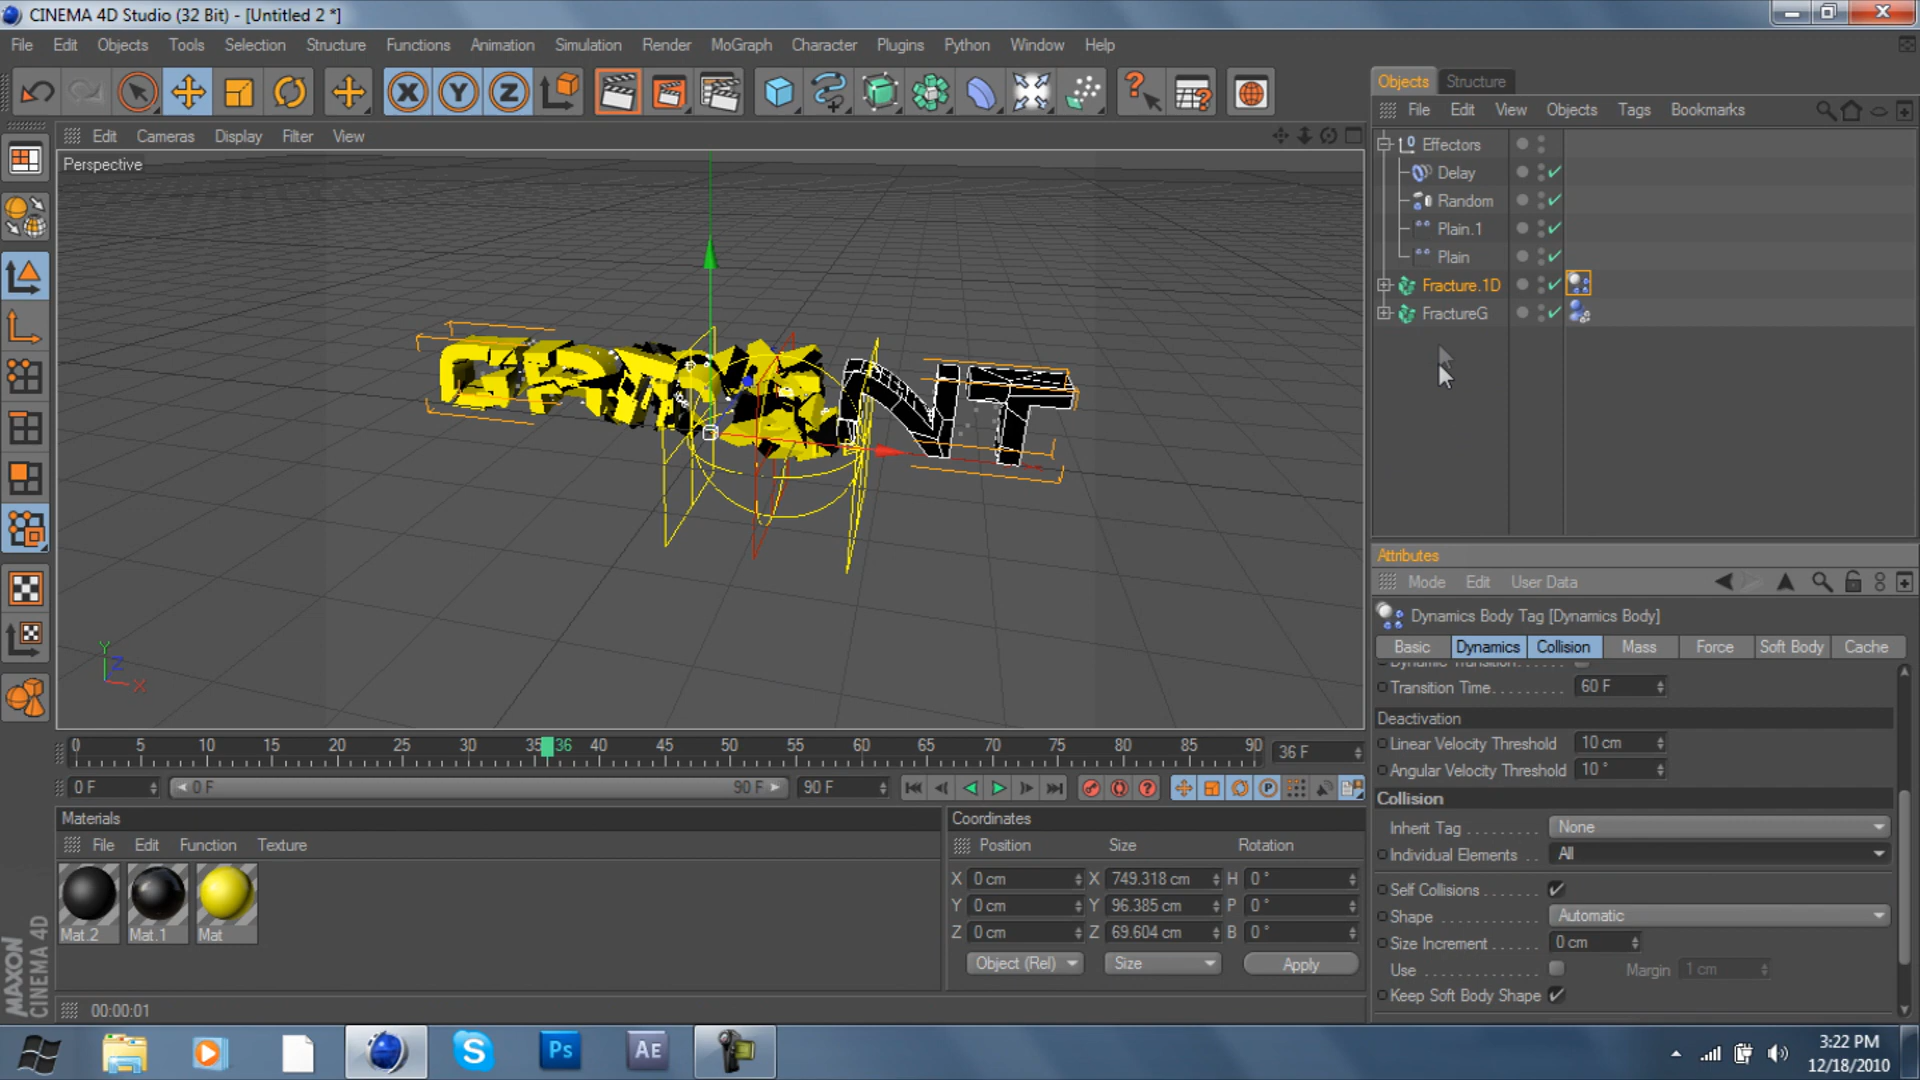 CINEMA 4D Studio (32 Bit) - [Untitled 2 *]
File Edit Objects Tools Selection Structure Functions Animation Simulation Render MoGraph Character Plugins Python Window Help
X Y Z
Objects Structure
File Edit View Objects Tags Bookmarks
Edit Cameras Display Filter View
Perspective
Effectors
Delay
Random
Plain.1
Plain
Fracture.1D
FractureG
Y
Z
X
Attributes
Mode Edit User Data
Dynamics Body Tag [Dynamics Body]
Basic Dynamics Collision Mass Force Soft Body Cache
Dynamic Transition
Transition Time 60 F
Deactivation
Linear Velocity Threshold 10 cm
Angular Velocity Threshold 10 °
Collision
Inherit Tag None
Individual Elements All
Self Collisions
Shape Automatic
Size Increment 0 cm
Use Margin 1 cm
Keep Soft Body Shape
0 5 10 15 20 25 30 35 36 40 45 50 55 60 65 70 75 80 85 90 36 F
0 F 0 F 90 F 90 F
Materials
File Edit Function Texture
Mat.2 Mat.1 Mat
Coordinates
Position Size Rotation
X 0 cm X 749.318 cm H 0 °
Y 0 cm Y 96.385 cm P 0 °
Z 0 cm Z 69.604 cm B 0 °
Object (Rel) Size Apply
MAXON
CINEMA 4D
00:00:01
S Ps AE
3:22 PM
12/18/2010